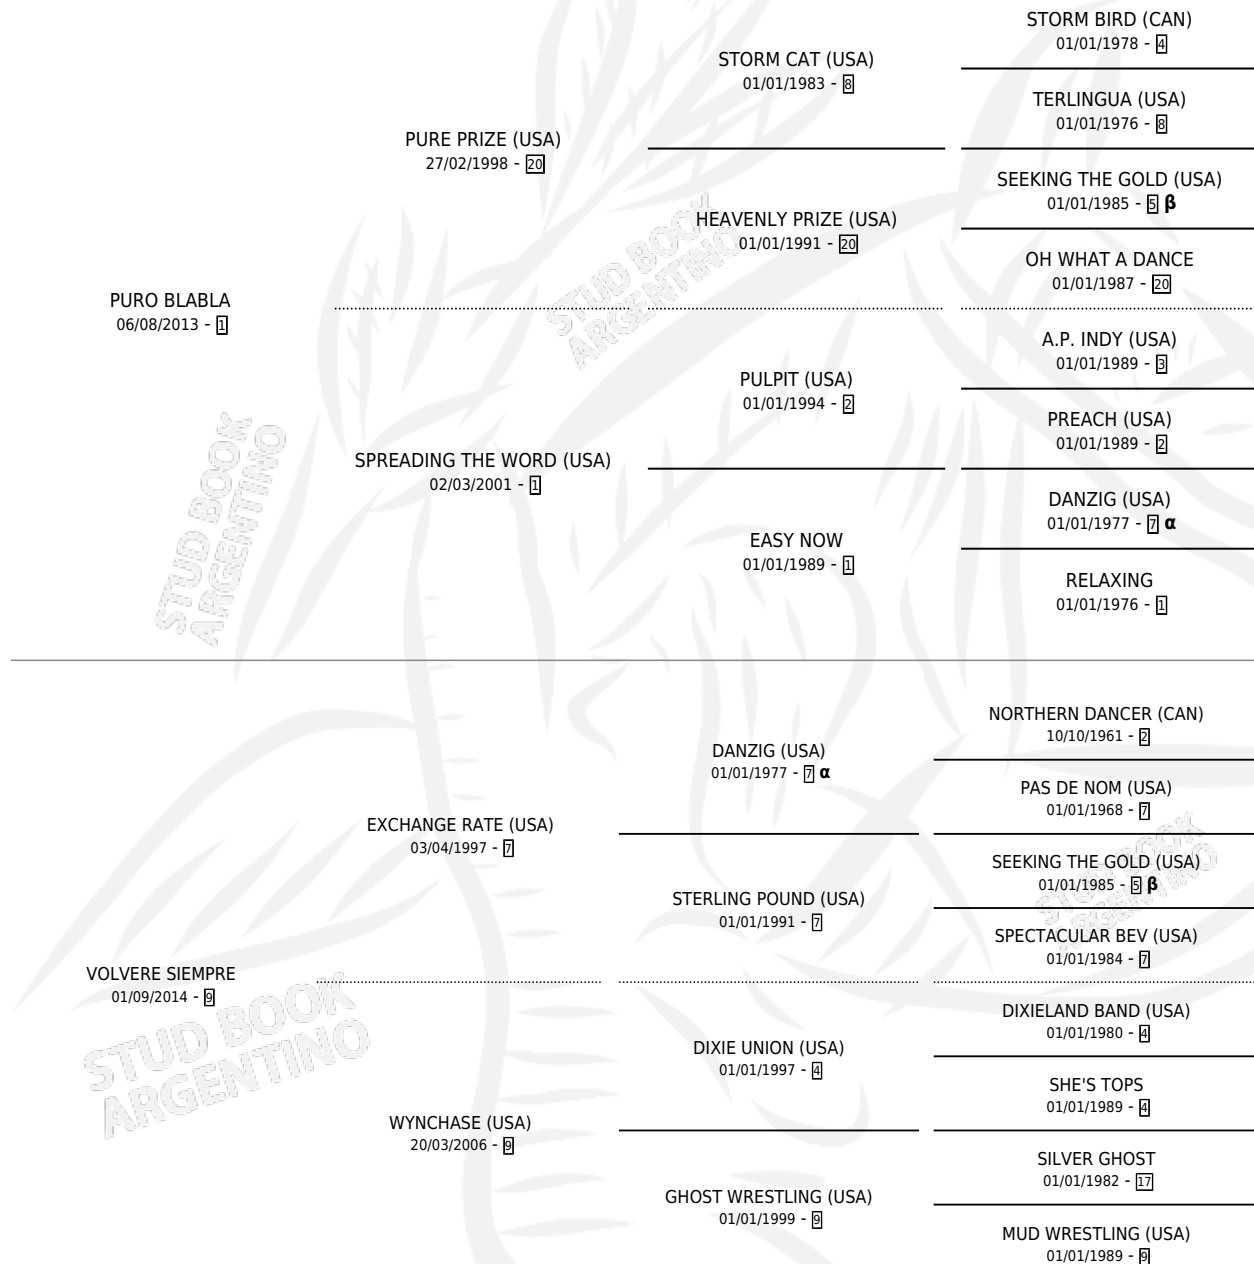 STORM BIRD (CAN)
01/01/1978 - 4
STORM CAT (USA)
01/01/1983 - 8
TERLINGUA (USA)
01/01/1976 - 8
PURE PRIZE (USA)
27/02/1998 - 20
SEEKING THE GOLD (USA)
01/01/1985 - 5 β
HEAVENLY PRIZE (USA)
01/01/1991 - 20
OH WHAT A DANCE
01/01/1987 - 20
PURO BLABLA
06/08/2013 - 1
A.P. INDY (USA)
01/01/1989 - 3
PULPIT (USA)
01/01/1994 - 2
PREACH (USA)
01/01/1989 - 2
SPREADING THE WORD (USA)
02/03/2001 - 1
DANZIG (USA)
01/01/1977 - 7 α
EASY NOW
01/01/1989 - 1
RELAXING
01/01/1976 - 1
NORTHERN DANCER (CAN)
10/10/1961 - 2
DANZIG (USA)
01/01/1977 - 7 α
PAS DE NOM (USA)
01/01/1968 - 7
EXCHANGE RATE (USA)
03/04/1997 - 7
SEEKING THE GOLD (USA)
01/01/1985 - 5 β
STERLING POUND (USA)
01/01/1991 - 7
SPECTACULAR BEV (USA)
01/01/1984 - 7
VOLVERE SIEMPRE
01/09/2014 - 9
DIXIELAND BAND (USA)
01/01/1980 - 4
DIXIE UNION (USA)
01/01/1997 - 4
SHE'S TOPS
01/01/1989 - 4
WYNCHASE (USA)
20/03/2006 - 9
SILVER GHOST
01/01/1982 - 17
GHOST WRESTLING (USA)
01/01/1999 - 9
MUD WRESTLING (USA)
01/01/1989 - 9
STUD BOOK
ARGENTINO
STUD BOOK
ARGENTINO
STUD BOOK
ARGENTINO
STUD BOOK
ARGENTINO